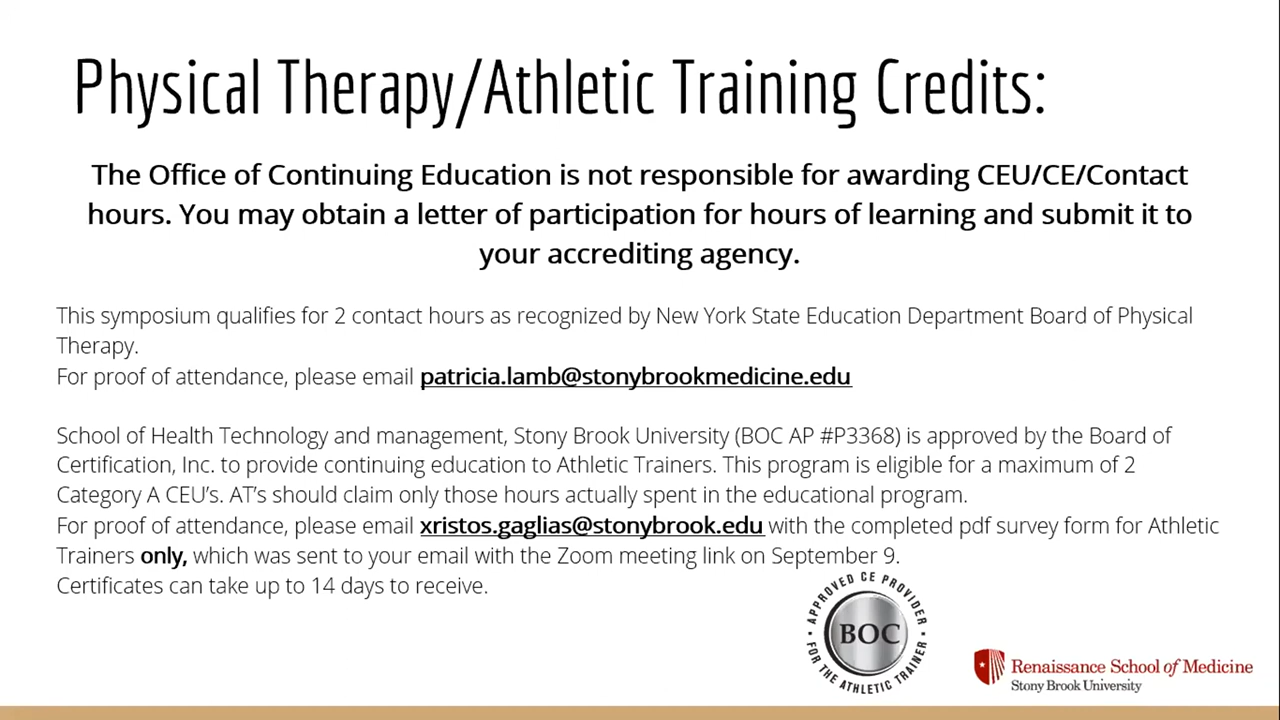 Physical Therapy/Athletic Training Credits:
The Office of Continuing Education is not responsible for awarding CEU/CE/Contact
hours. You may obtain a letter of participation for hours of learning and submit it to
your accrediting agency.
This symposium qualifies for 2 contact hours as recognized by New York State Education Department Board of Physical
Therapy.
For proof of attendance, please email patricia.lamb@stonybrookmedicine.edu
School of Health Technology and management, Stony Brook University (BOC AP #P3368) is approved by the Board of
Certification, Inc. to provide continuing education to Athletic Trainers. This program is eligible for a maximum of 2
Category A CEU’s. AT’s should claim only those hours actually spent in the educational program.
For proof of attendance, please email xristos.gaglias@stonybrook.edu with the completed pdf survey form for Athletic
Trainers only, which was sent to your email with the Zoom meeting link on September 9.
Certificates can take up to 14 days to receive.
· APPROVED CE PROVIDER ·
BOC
FOR THE ATHLETIC TRAINER
Renaissance School of Medicine
Stony Brook University